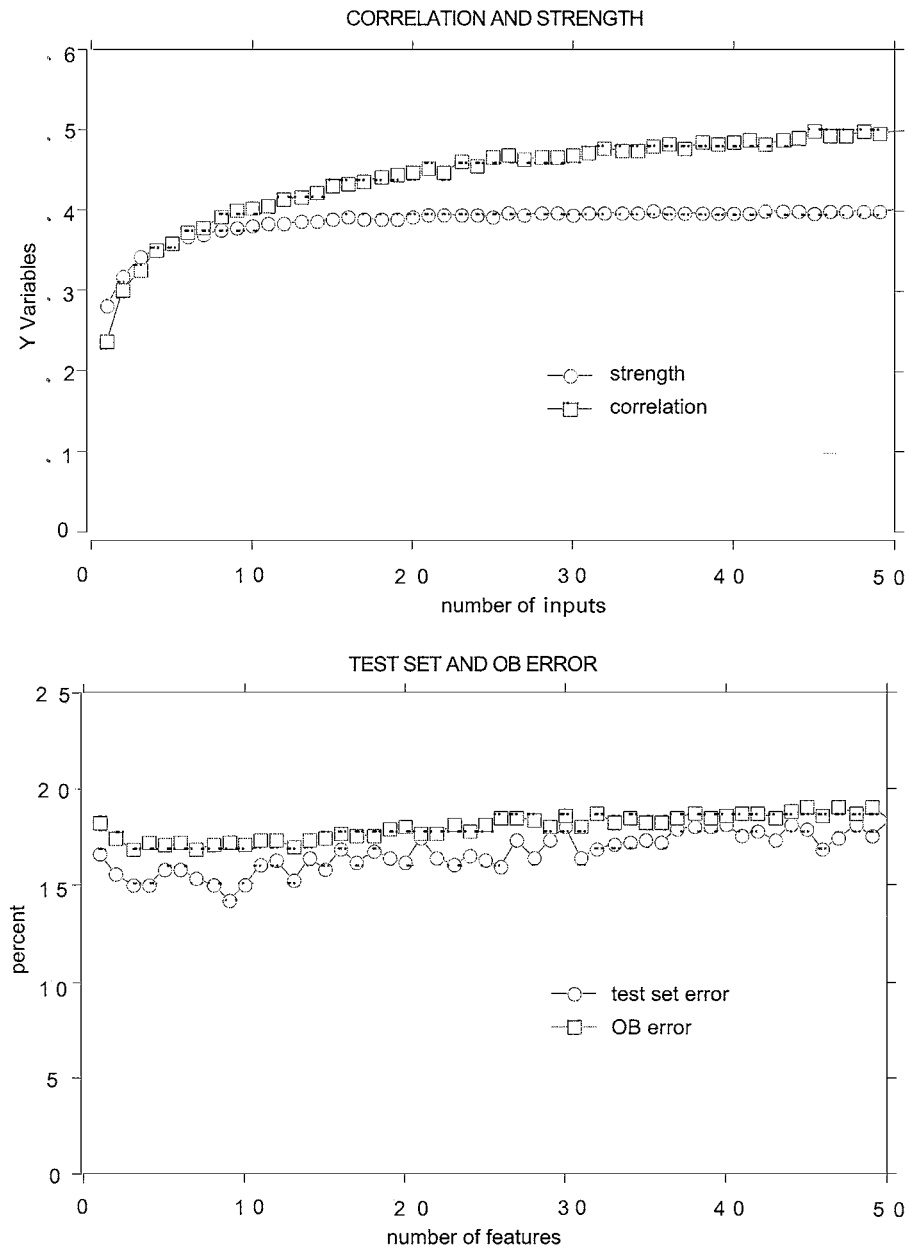 CORRELATION AND STRENGTH
. 6
. 5
. 4
. 3
. 2
. 1
0
Y Variables
strength
correlation
0 1 0 2 0 3 0 4 0 5 0
number of inputs
TEST SET AND OB ERROR
2 5
2 0
1 5
1 0
5
0
percent
test set error
OB error
0 1 0 2 0 3 0 4 0 5 0
number of features